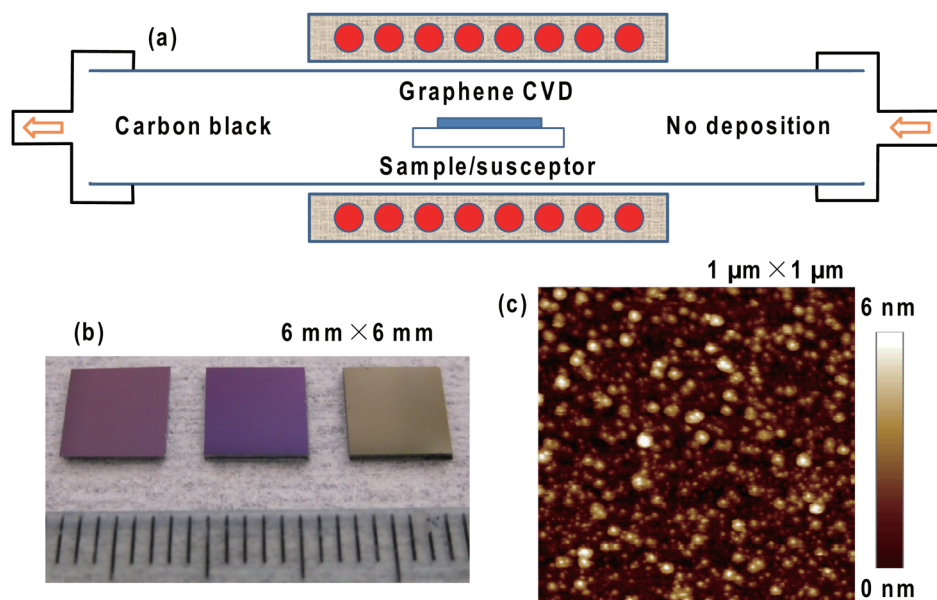 (a)
Graphene CVD
Carbon black
No deposition
Sample/susceptor
(b)
6 mm × 6 mm
(c)
1 µm × 1 µm
6 nm
0 nm